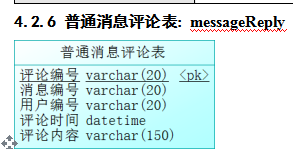 4.2.6 普通消息评论表: messageReply
普通消息评论表
评论编号 varchar(20) <pk>
消息编号 varchar(20)
用户编号 varchar(20)
评论时间 datetime
评论内容 varchar(150)